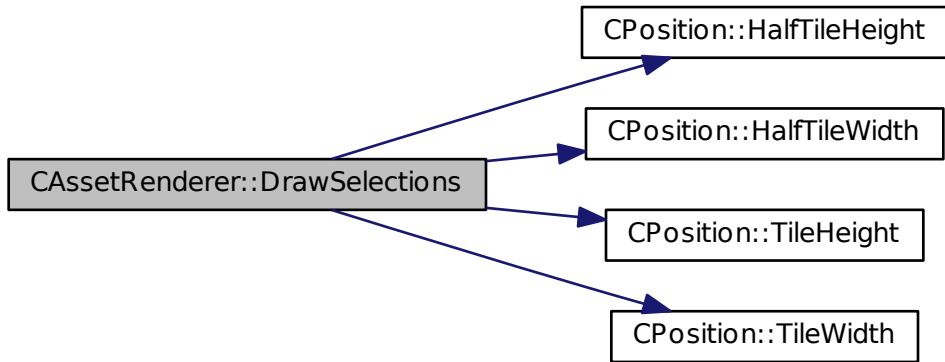 CPosition::HalfTileHeight
CPosition::HalfTileWidth
CAssetRenderer::DrawSelections
CPosition::TileHeight
CPosition::TileWidth